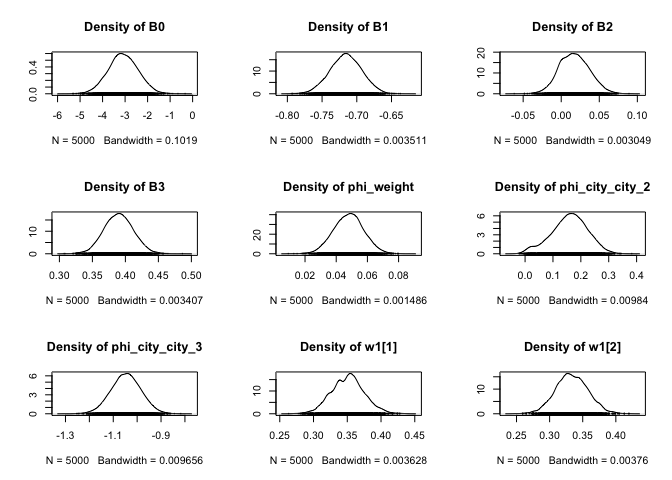 Density of B0
Density of B1
Density of B2
0.0 0.4
0 10
0 10 20
-6 -5 -4 -3 -2 -1 0
-0.80 -0.75 -0.70 -0.65
-0.05 0.00 0.05 0.10
N = 5000 Bandwidth = 0.1019
N = 5000 Bandwidth = 0.003511
N = 5000 Bandwidth = 0.003049
Density of B3
Density of phi_weight
Density of phi_city_city_2
0 10
0 20
0 3 6
0.30 0.35 0.40 0.45 0.50
0.02 0.04 0.06 0.08
0.0 0.1 0.2 0.3 0.4
N = 5000 Bandwidth = 0.003407
N = 5000 Bandwidth = 0.001486
N = 5000 Bandwidth = 0.00984
Density of phi_city_city_3
Density of w1[1]
Density of w1[2]
0 3 6
0 10
0 10
-1.3 -1.1 -0.9
0.25 0.30 0.35 0.40 0.45
0.25 0.30 0.35 0.40
N = 5000 Bandwidth = 0.009656
N = 5000 Bandwidth = 0.003628
N = 5000 Bandwidth = 0.00376